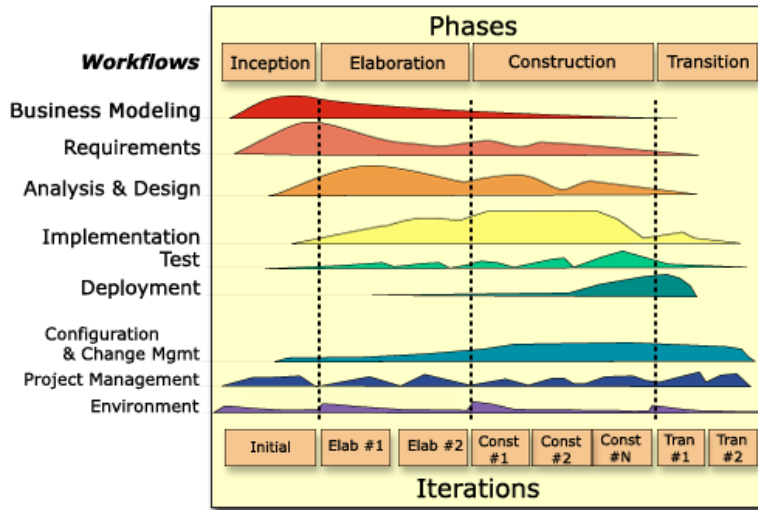 Phases
Workflows
Inception
Elaboration
Construction
Transition
Business Modeling
Requirements
Analysis & Design
Implementation
Test
Deployment
Configuration
& Change Mgmt
Project Management
Environment
Initial
Elab #1
Elab #2
Const
#1
Const
#2
Const
#N
Tran
#1
Tran
#2
Iterations